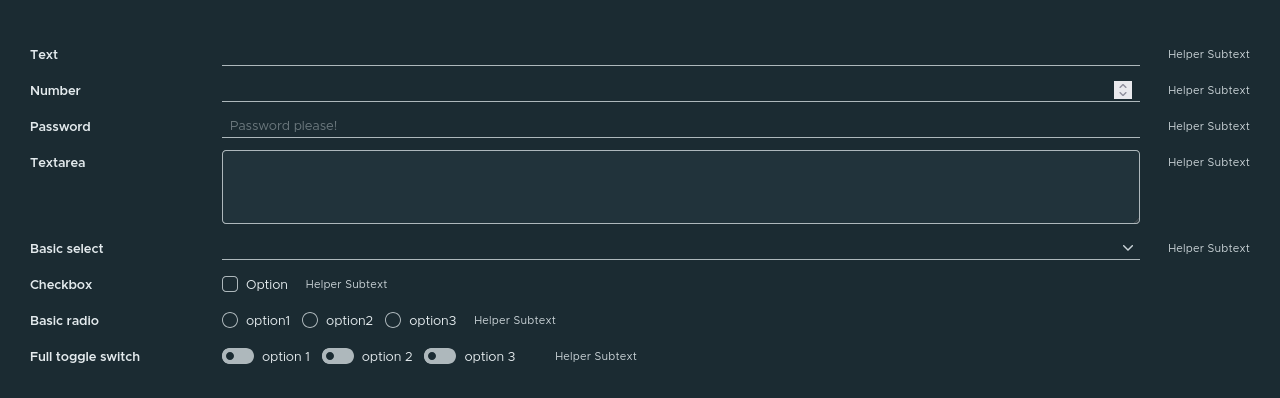 Text Helper Subtext
Number Helper Subtext
Password Password please! Helper Subtext
Textarea Helper Subtext
Basic select Helper Subtext
Checkbox Option Helper Subtext
Basic radio option1 option2 option3 Helper Subtext
Full toggle switch option 1 option 2 option 3 Helper Subtext